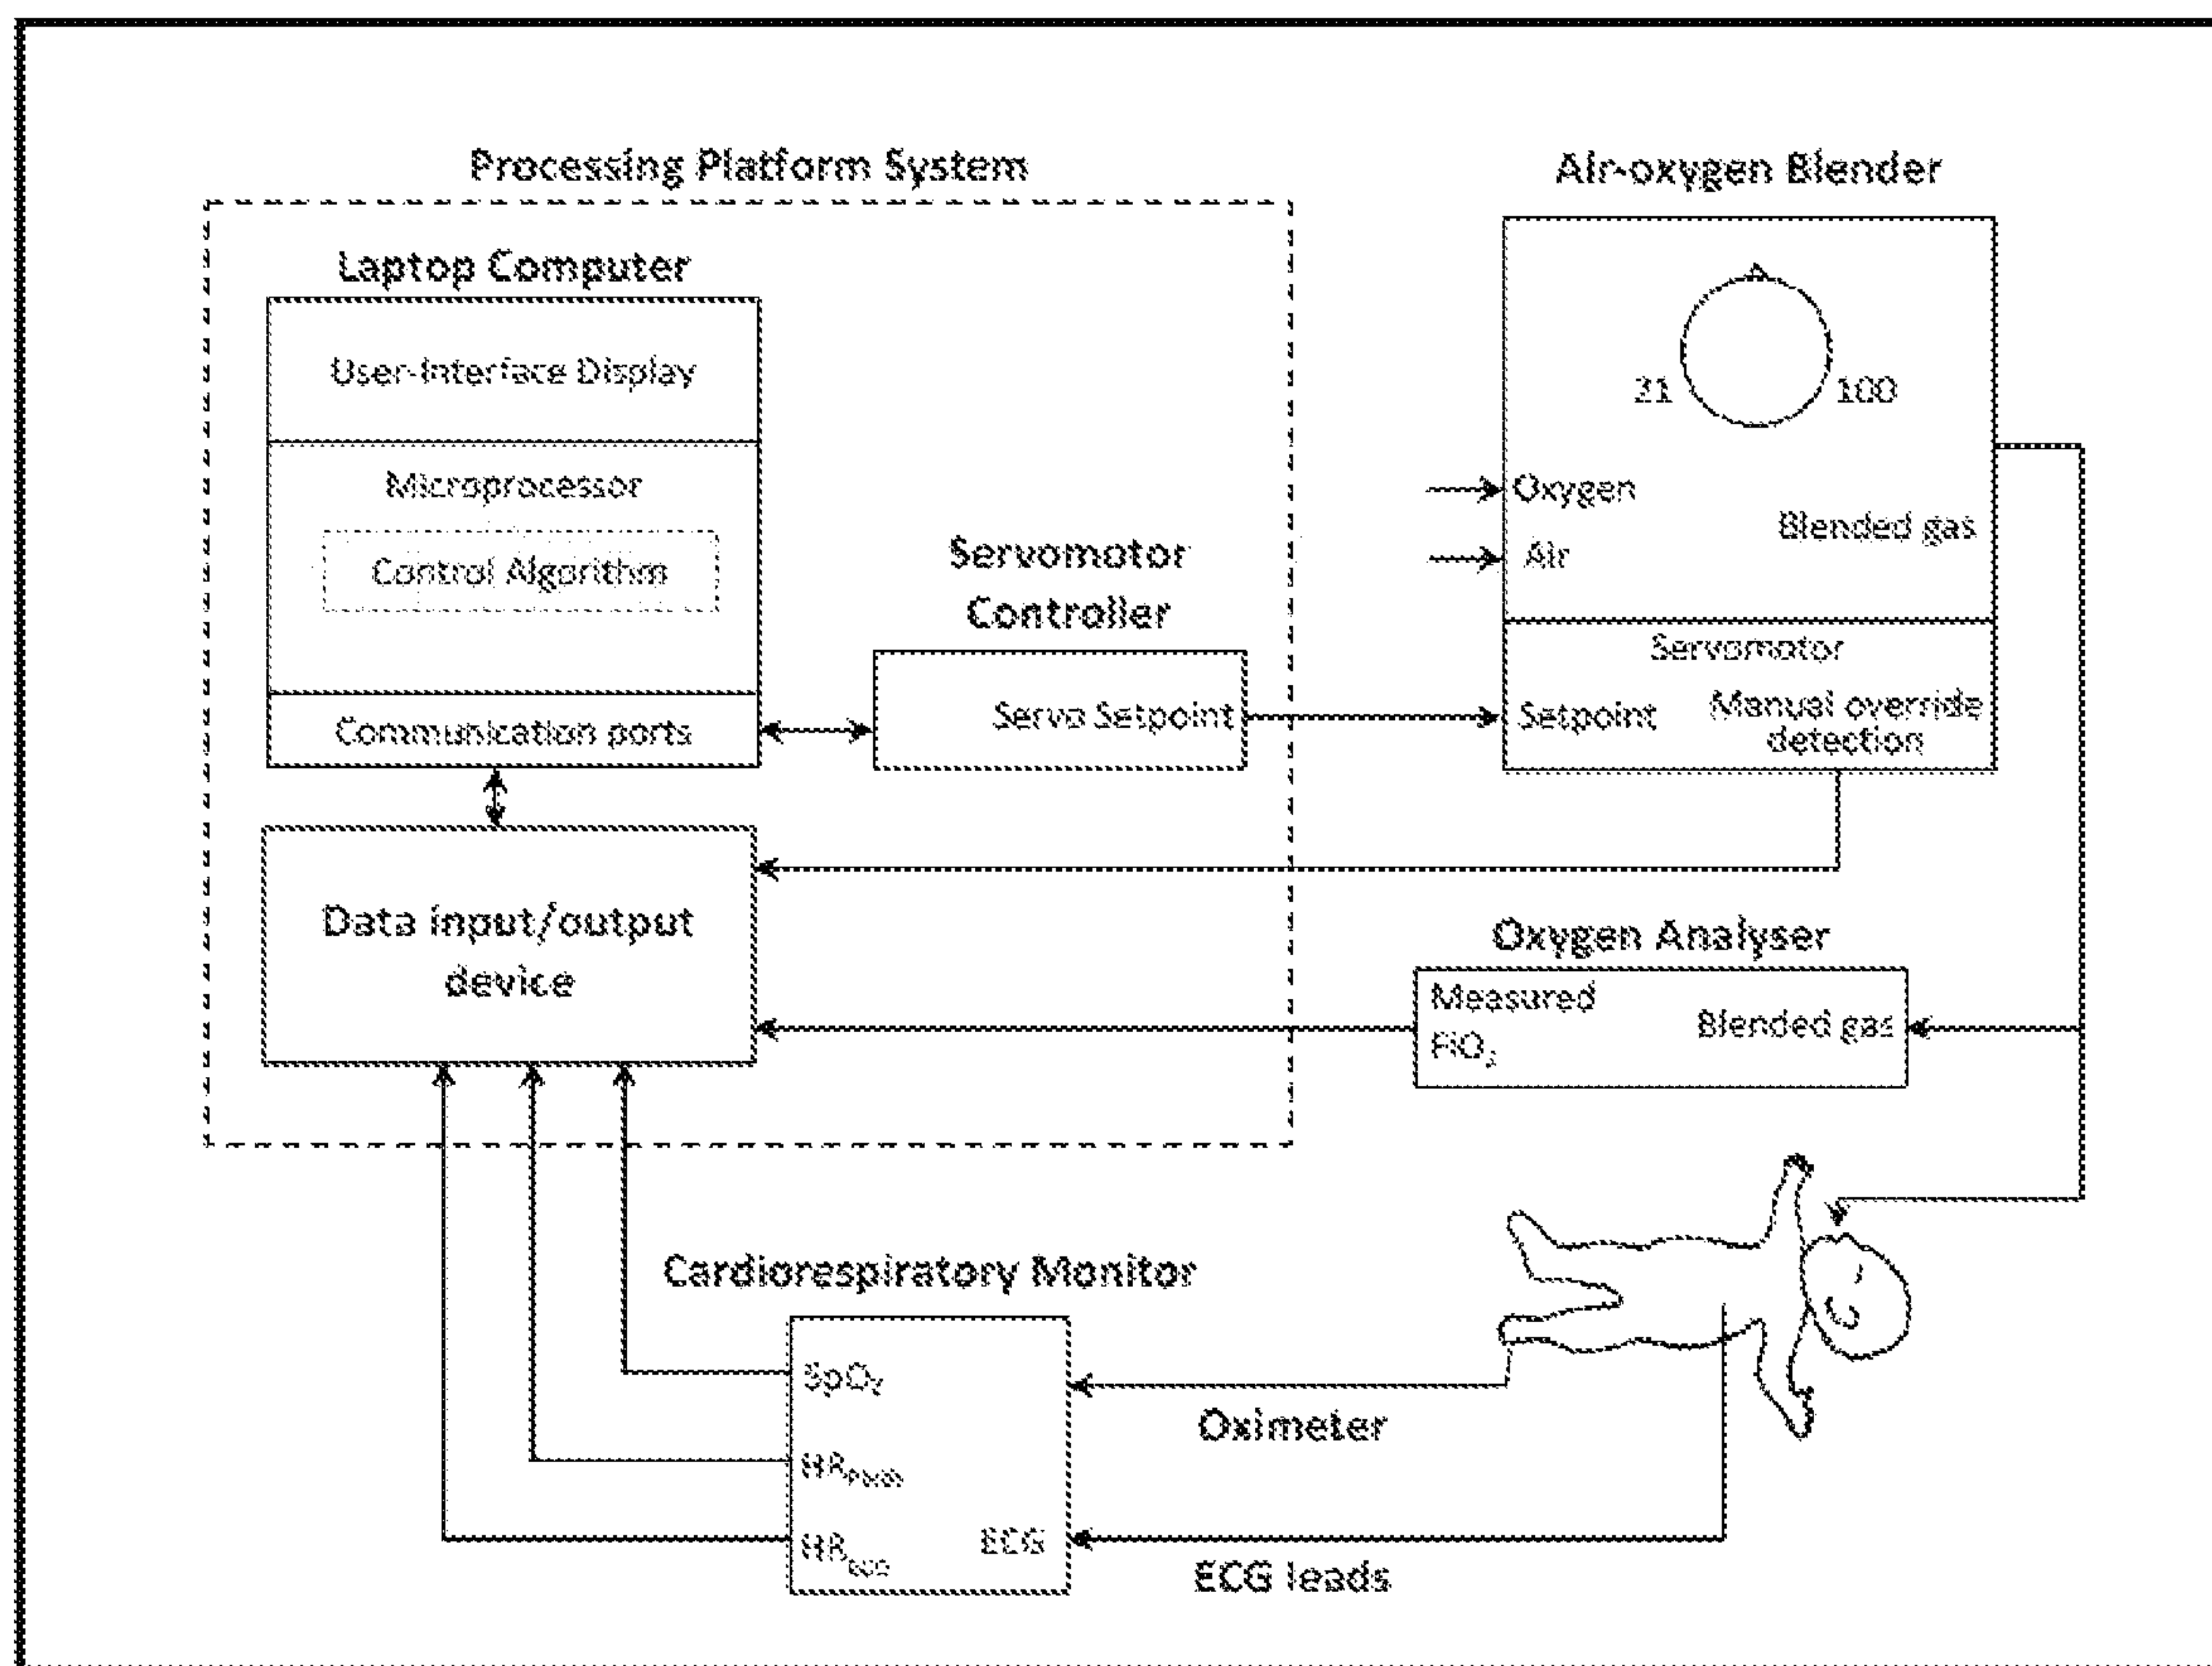 Processing Platform System
Laptop Computer
User-Interface Display
Microprocessor
Control Algorithm
Communication ports
Servomotor
Controller
Servo Setpoint
Data input/output
device
Air-oxygen Blender
21
100
Oxygen
Air
Blended gas
Servomotor
Setpoint
Manual override
detection
Oxygen Analyser
Measured
FiO₂
Blended gas
Cardiorespiratory Monitor
SpO₂
HR
HR
ECG
Oximeter
ECG leads